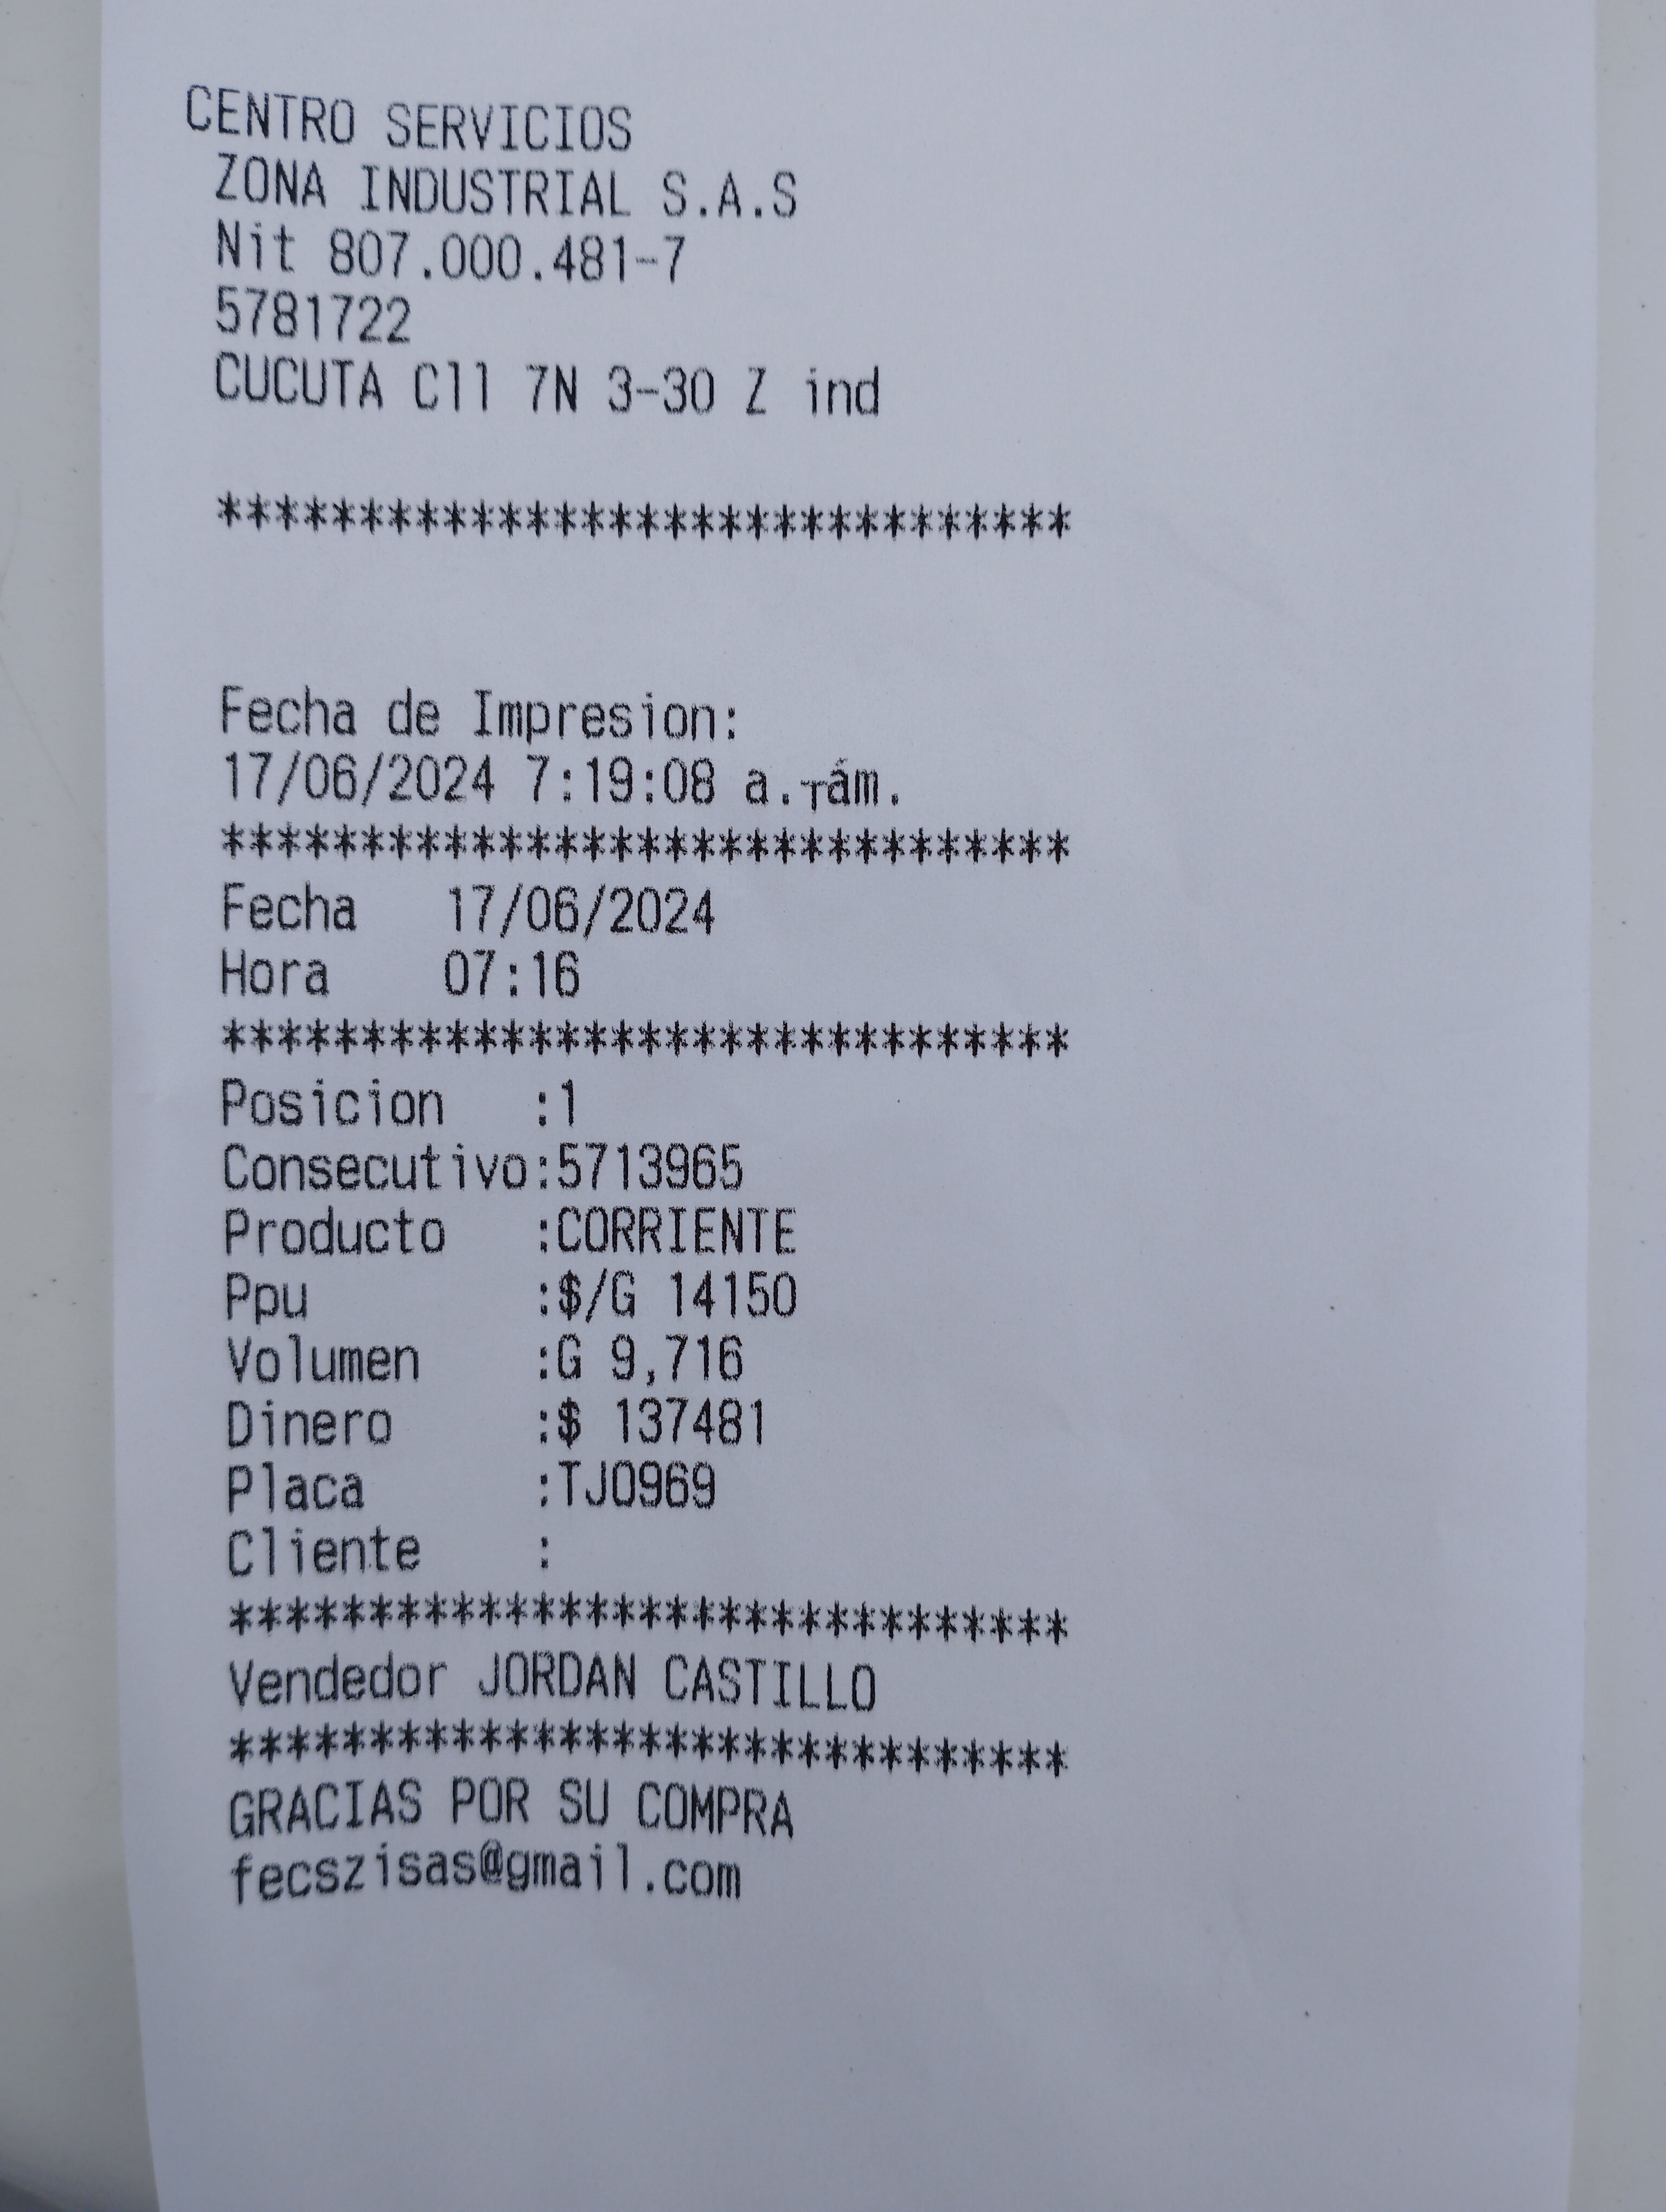 CENTRO SERVICIOS
ZONA INDUSTRIAL S.A.S
Nit 807.000.481-7
5781722
CUCUTA Cll 7N 3-30 Z ind
*******************************
Fecha de Impresion:
17/06/2024 7:19:08 a.┬ám.
*******************************
Fecha 17/06/2024
Hora 07:16
*******************************
Posicion :1
Consecutivo:5713965
Producto :CORRIENTE
Ppu :$/G 14150
Volumen :G 9,716
Dinero :$ 137481
Placa :TJO969
Cliente :
*******************************
Vendedor JORDAN CASTILLO
*******************************
GRACIAS POR SU COMPRA
fecszisas@gmail.com